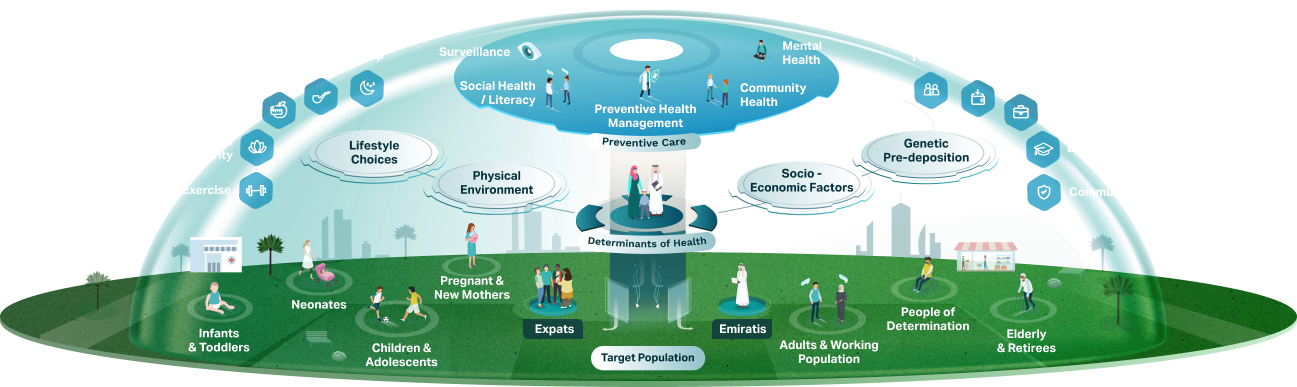 Surveillance
Mental
Health
Social Health
/ Literacy
Community
Health
Preventive Health
Management
Preventive Care
Lifestyle
Choices
Genetic
Pre-deposition
Physical
Environment
Socio -
Economic Factors
Exercise
Determinants of Health
Neonates
Pregnant &
New Mothers
Infants
& Toddlers
Children &
Adolescents
Expats
Emiratis
Adults & Working
Population
People of
Determination
Elderly
& Retirees
Target Population